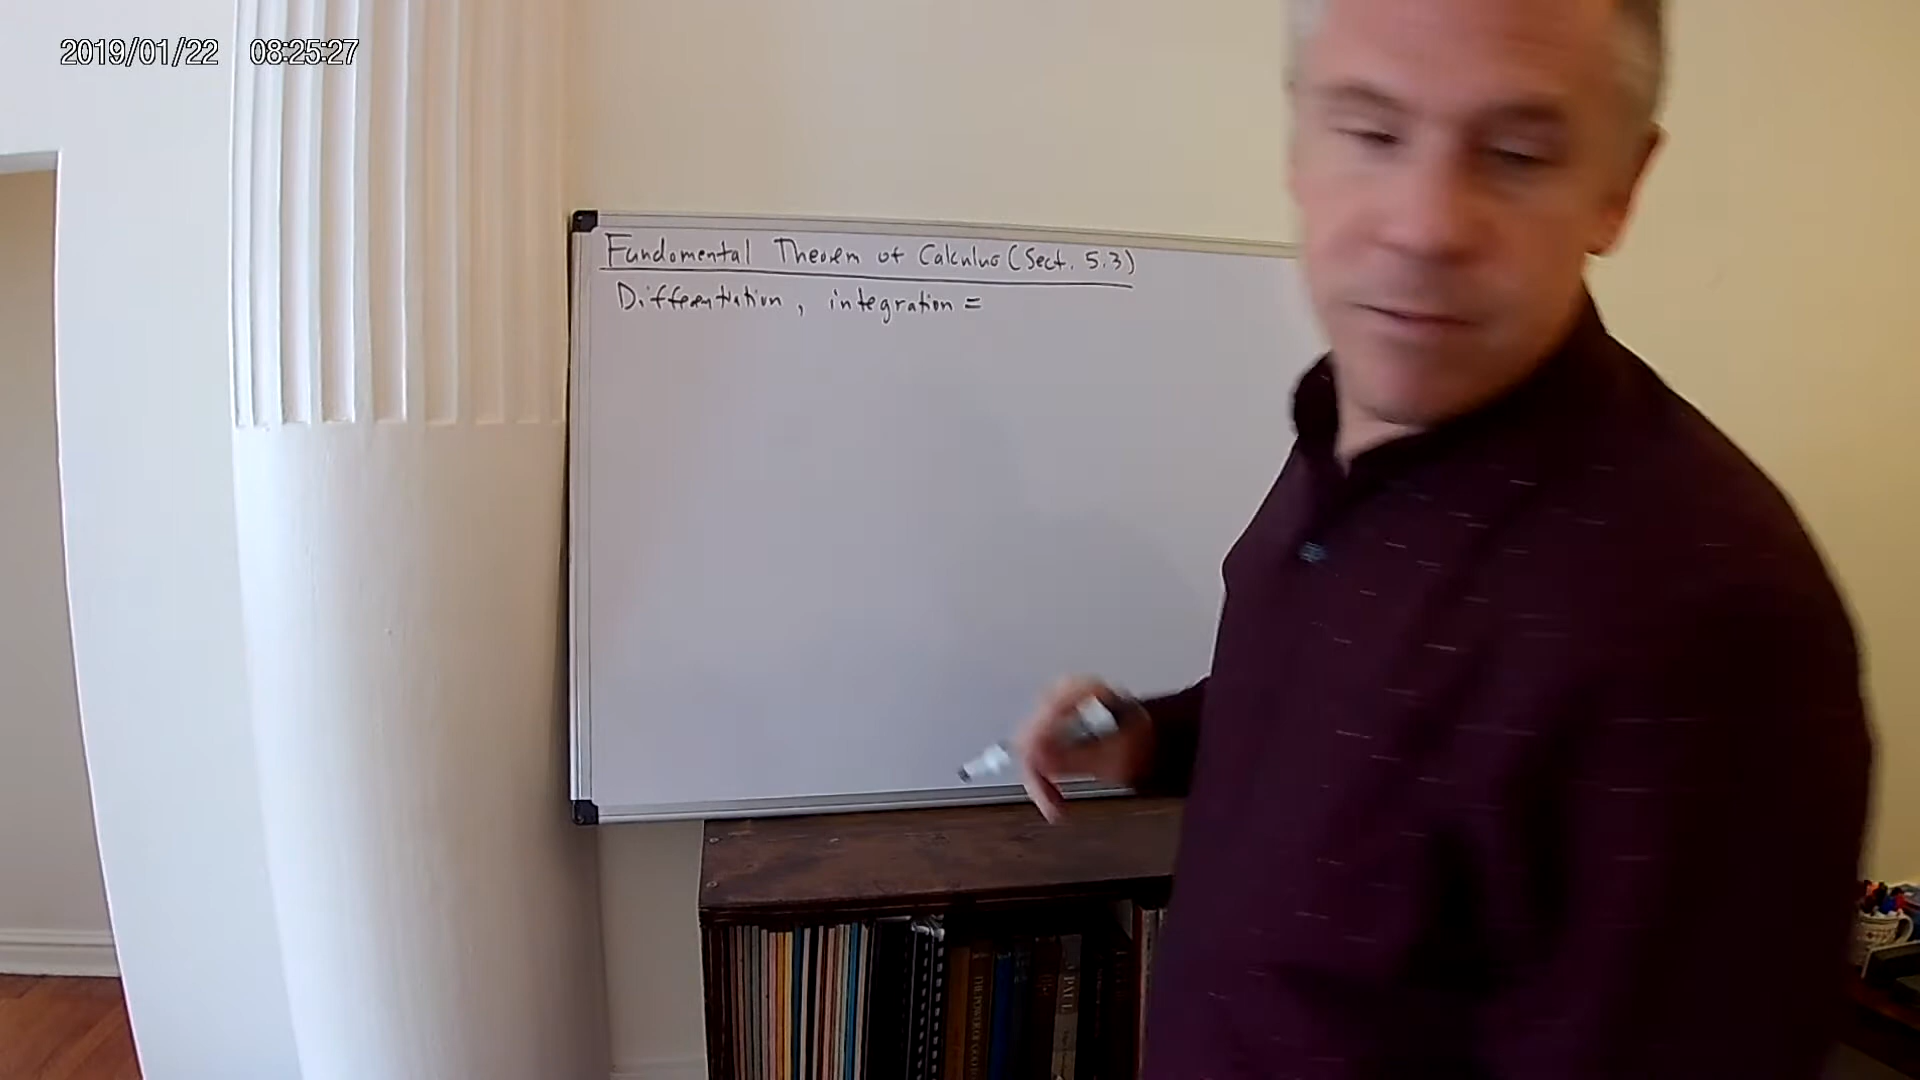 2019/01/22 08:25:27
Fundamental Theorem of Calculus (Sect. 5.3)
Differentiation, integration =